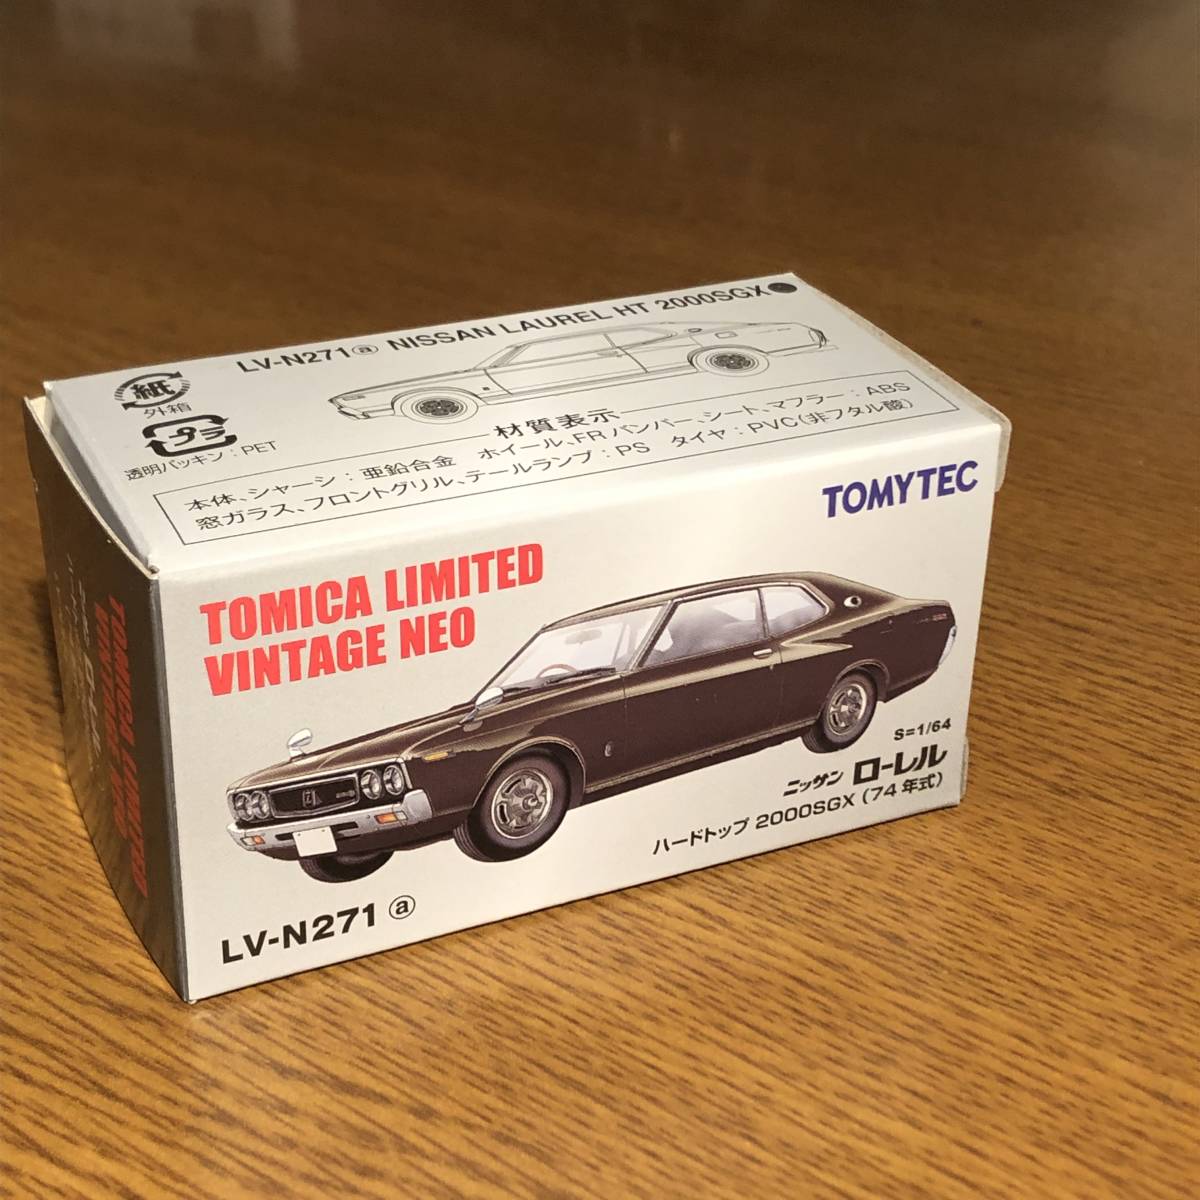 LV-N271ⓐ NISSAN LAUREL HT 2000SGX●
紙
外箱
プラ
透明パッキン：PET
材質表示
本体、シャーシ：亜鉛合金 ホイール、FRバンパー、シート、マフラー：ABS
窓ガラス、フロントグリル、テールランプ：PS タイヤ：PVC（非フタル酸）
TOMYTEC
TOMICA LIMITED
VINTAGE NEO
S=1/64
ニッサン ローレル
ハードトップ 2000SGX（74年式）
LV-N271 ⓐ
TOMICA LIMITED
VINTAGE NEO